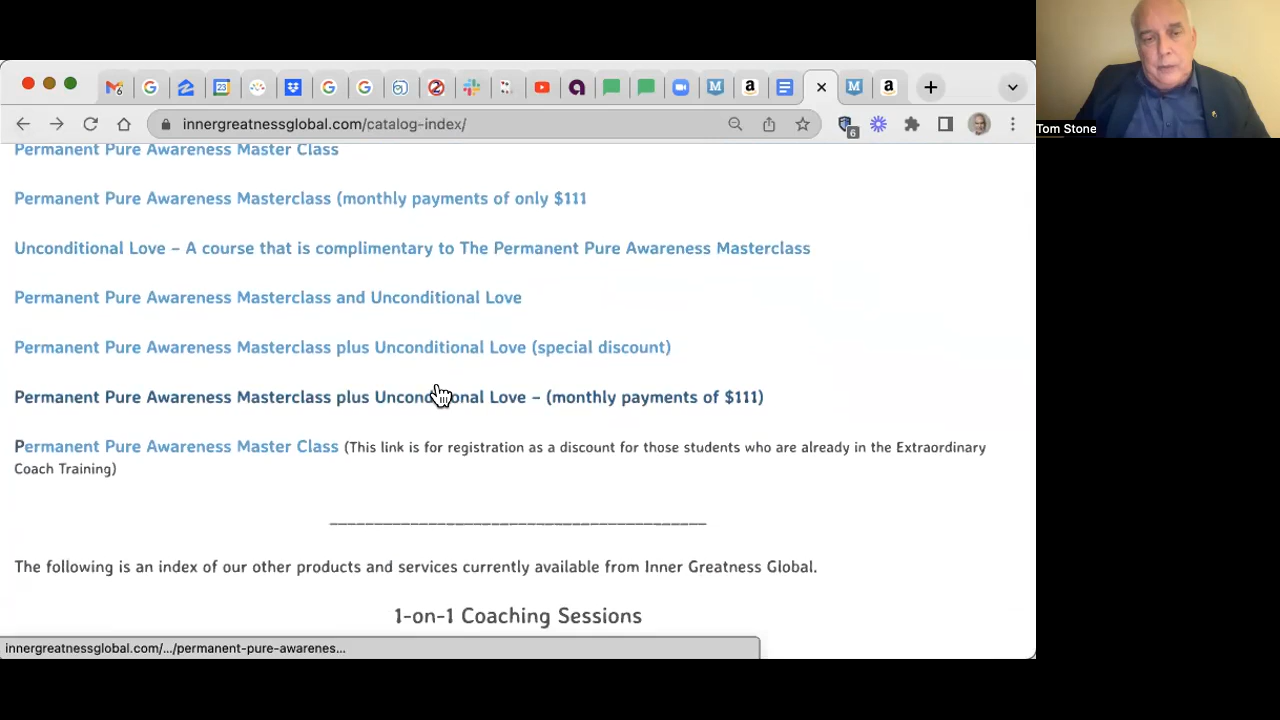 innergreatnessglobal.com/catalog-index/
6
Tom Stone
Permanent Pure Awareness Master Class
Permanent Pure Awareness Masterclass (monthly payments of only $111
Unconditional Love – A course that is complimentary to The Permanent Pure Awareness Masterclass
Permanent Pure Awareness Masterclass and Unconditional Love
Permanent Pure Awareness Masterclass plus Unconditional Love (special discount)
Permanent Pure Awareness Masterclass plus Unconditional Love – (monthly payments of $111)
Permanent Pure Awareness Master Class (This link is for registration as a discount for those students who are already in the Extraordinary
Coach Training)
The following is an index of our other products and services currently available from Inner Greatness Global.
1-on-1 Coaching Sessions
innergreatnessglobal.com/.../permanent-pure-awarenes...